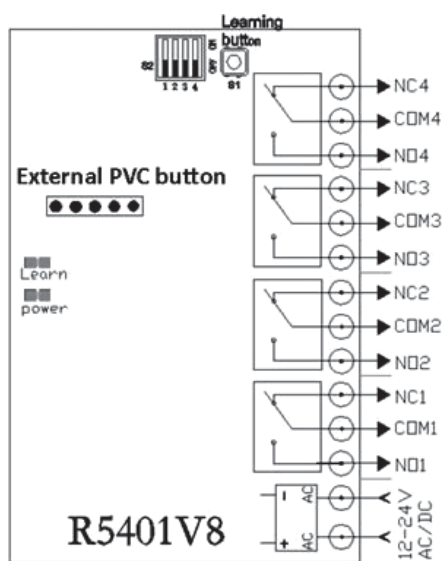 Learning
button
S2
ON
OFF
1 2 3 4
S1
NC4
COM4
NO4
External PVC button
NC3
COM3
NO3
Learn
power
NC2
COM2
NO2
NC1
COM1
NO1
- AC
+ AC
12-24V
AC/DC
R5401V8